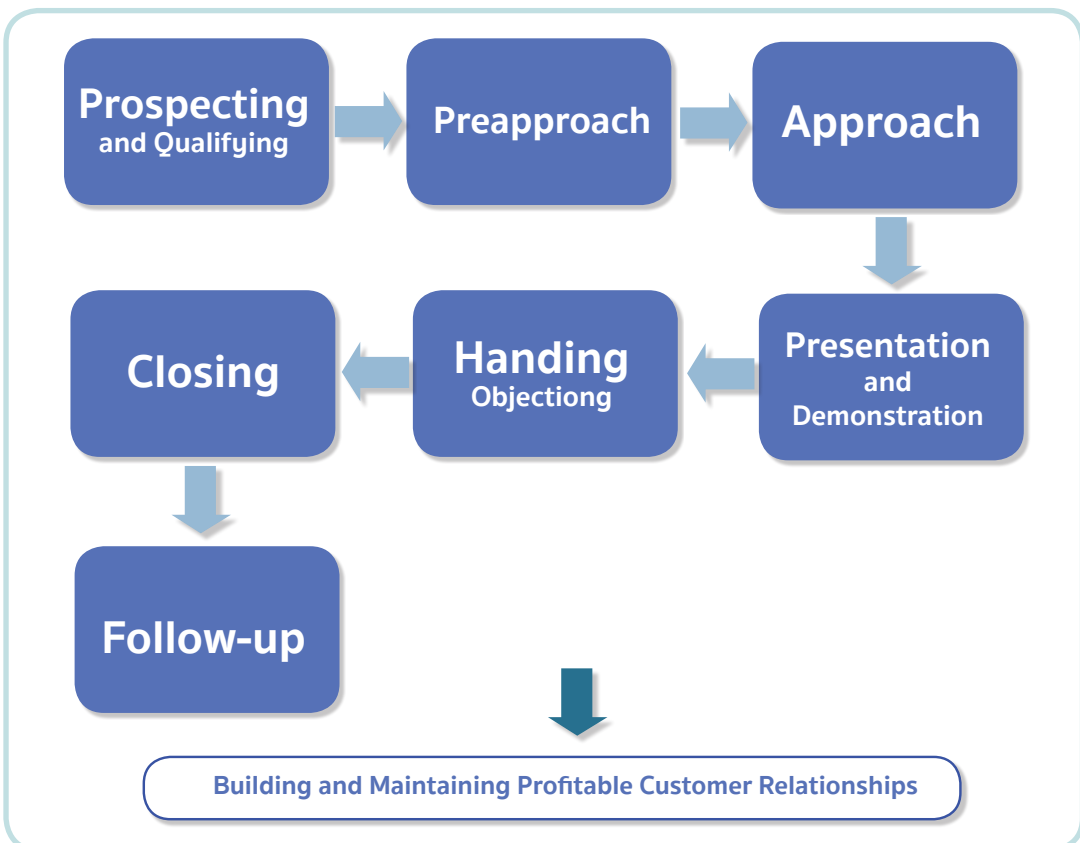 Prospecting
and Qualifying
Preapproach
Approach
Presentation
and
Demonstration
Handing
Objectiong
Closing
Follow-up
Building and Maintaining Profitable Customer Relationships